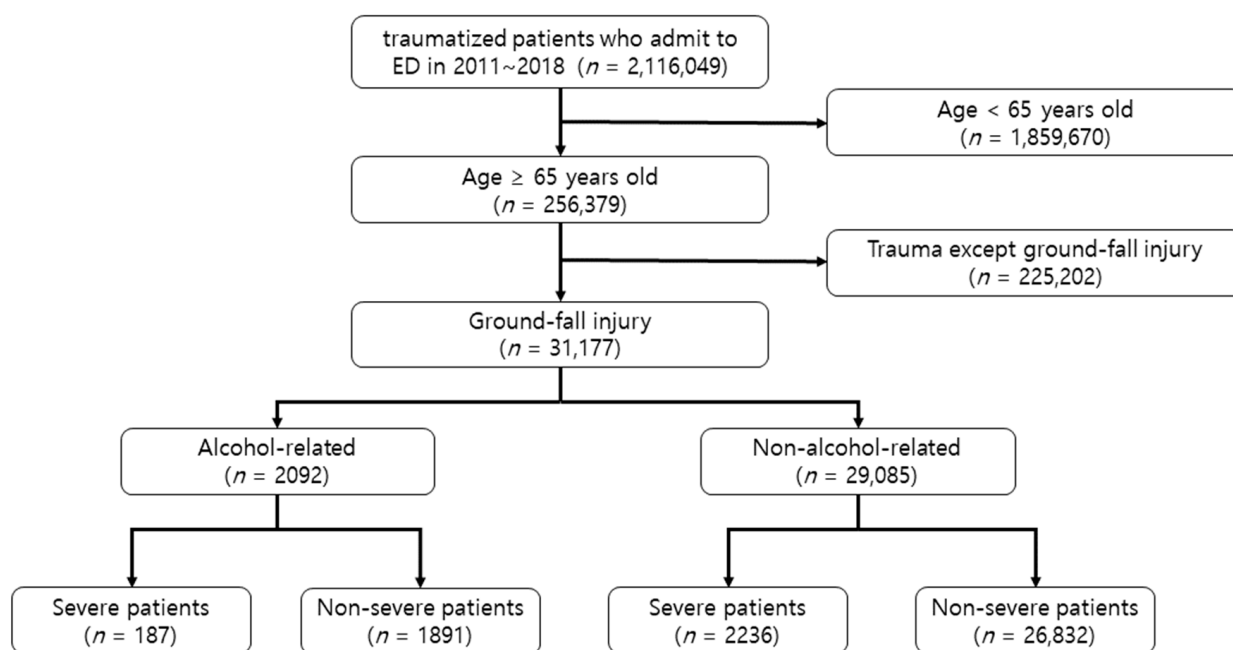 traumatized patients who admit to
ED in 2011~2018 (n = 2,116,049)
Age < 65 years old
(n = 1,859,670)
Age ≥ 65 years old
(n = 256,379)
Trauma except ground-fall injury
(n = 225,202)
Ground-fall injury
(n = 31,177)
Alcohol-related
(n = 2092)
Non-alcohol-related
(n = 29,085)
Severe patients
(n = 187)
Non-severe patients
(n = 1891)
Severe patients
(n = 2236)
Non-severe patients
(n = 26,832)